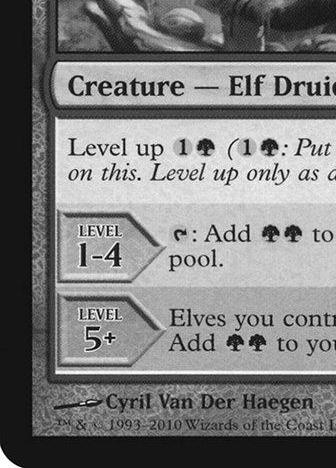 Creature — Elf Druid
Level up 1 (1: Put
on this. Level up only as a
LEVEL
1-4
: Add to
pool.
LEVEL
5+
Elves you contr
Add to you
Cyril Van Der Haegen
™ & © 1993–2010 Wizards of the Coast L